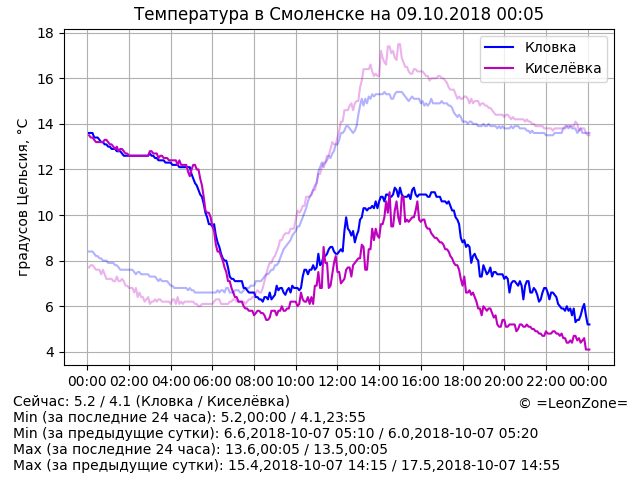 Температура в Смоленске на 09.10.2018 00:05
18
16
14
12
10
8
6
4
градусов Цельсия, °C
Кловка
Киселёвка
00:00 02:00 04:00 06:00 08:00 10:00 12:00 14:00 16:00 18:00 20:00 22:00 00:00
Сейчас: 5.2 / 4.1 (Кловка / Киселёвка)
© =LeonZone=
Min (за последние 24 часа): 5.2,00:00 / 4.1,23:55
Min (за предыдущие сутки): 6.6,2018-10-07 05:10 / 6.0,2018-10-07 05:20
Max (за последние 24 часа): 13.6,00:05 / 13.5,00:05
Max (за предыдущие сутки): 15.4,2018-10-07 14:15 / 17.5,2018-10-07 14:55